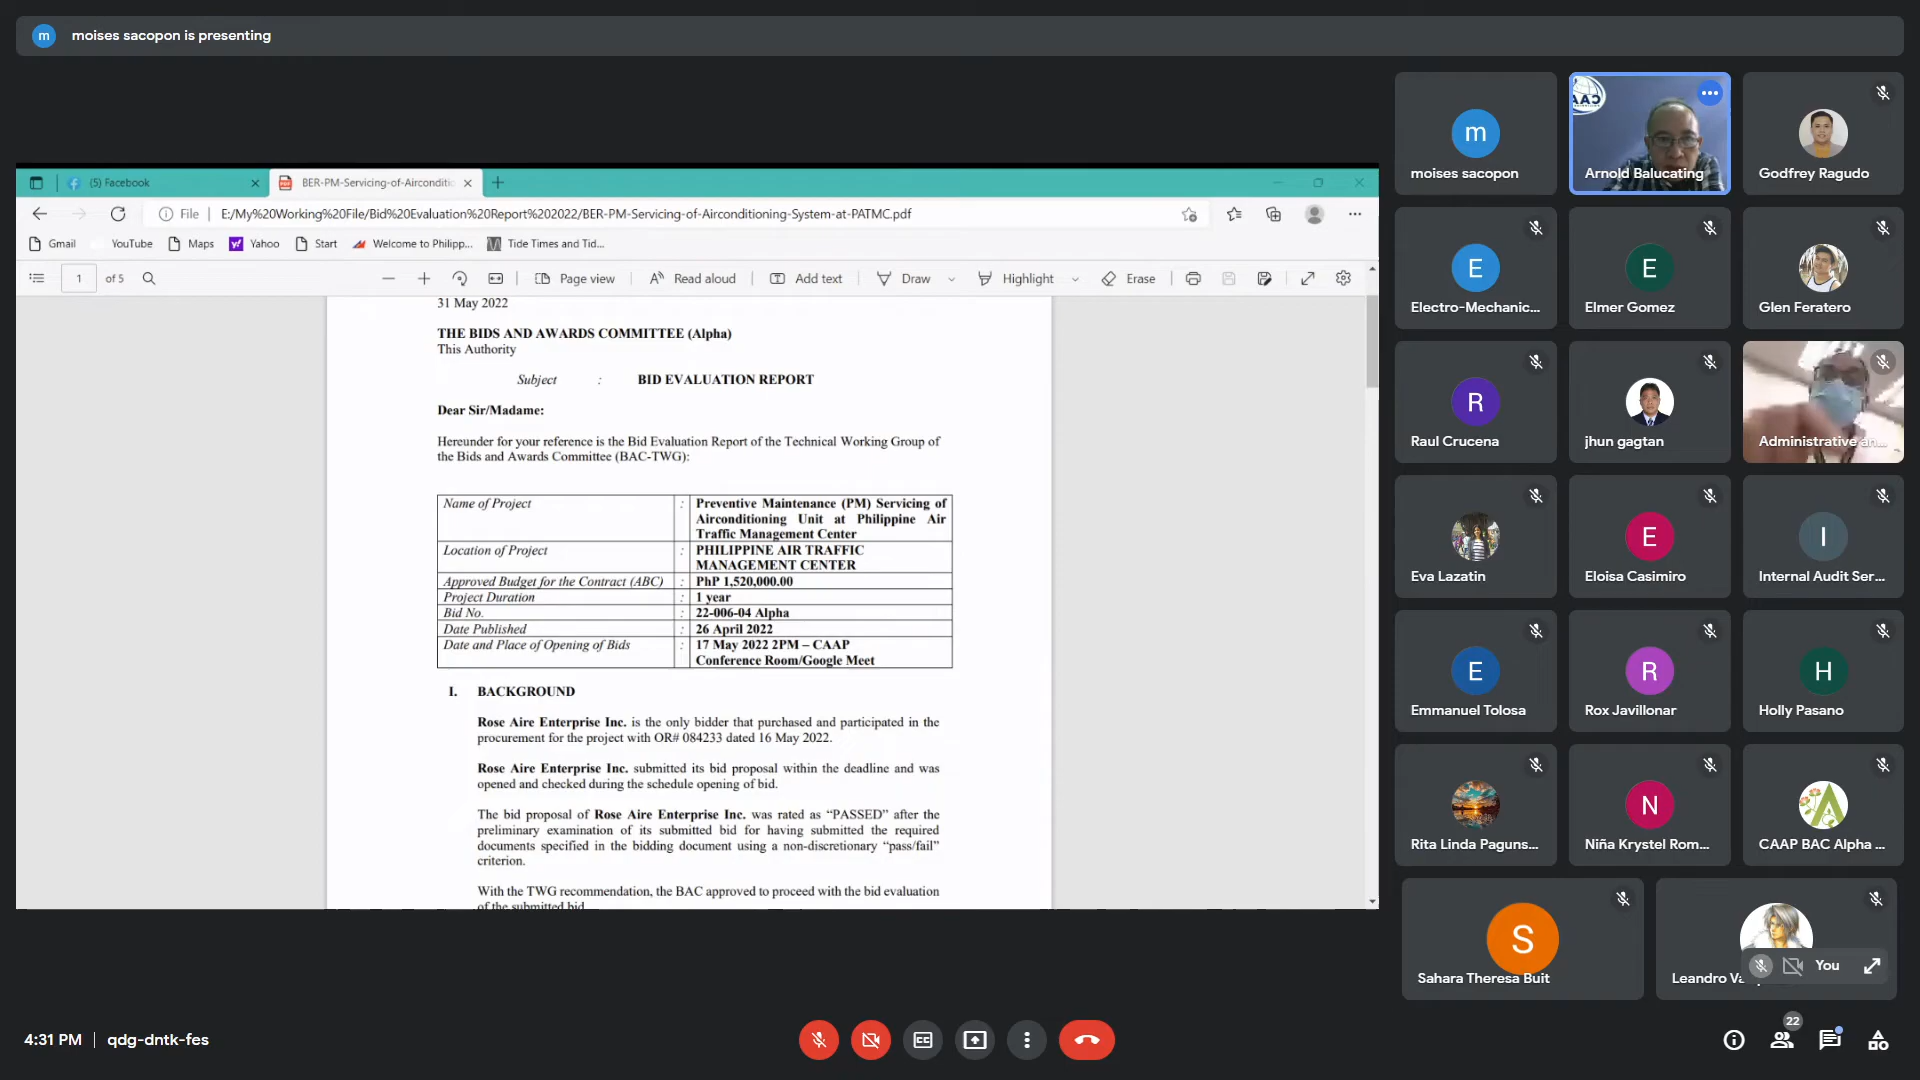 m
moises sacopon is presenting
(5) Facebook
BER-PM-Servicing-of-Airconditi
File
E:/My%20Working%20File/Bid%20Evaluation%20Report%202022/BER-PM-Servicing-of-Airconditioning-System-at-PATMC.pdf
Gmail
YouTube
Maps
Yahoo
Start
Welcome to Philipp...
Tide Times and Tid...
1
of 5
Page view
Read aloud
Add text
Draw
Highlight
Erase
31 May 2022
THE BIDS AND AWARDS COMMITTEE (Alpha)
This Authority
Subject : BID EVALUATION REPORT
Dear Sir/Madame:
Hereunder for your reference is the Bid Evaluation Report of the Technical Working Group of
the Bids and Awards Committee (BAC-TWG):
Name of Project : Preventive Maintenance (PM) Servicing of
Airconditioning Unit at Philippine Air
Traffic Management Center
Location of Project : PHILIPPINE AIR TRAFFIC
MANAGEMENT CENTER
Approved Budget for the Contract (ABC) : PhP 1,520,000.00
Project Duration : 1 year
Bid No. : 22-006-04 Alpha
Date Published : 26 April 2022
Date and Place of Opening of Bids : 17 May 2022 2PM – CAAP
Conference Room/Google Meet
I. BACKGROUND
Rose Aire Enterprise Inc. is the only bidder that purchased and participated in the
procurement for the project with OR# 084233 dated 16 May 2022.
Rose Aire Enterprise Inc. submitted its bid proposal within the deadline and was
opened and checked during the schedule opening of bid.
The bid proposal of Rose Aire Enterprise Inc. was rated as “PASSED” after the
preliminary examination of its submitted bid for having submitted the required
documents specified in the bidding document using a non-discretionary “pass/fail”
criterion.
With the TWG recommendation, the BAC approved to proceed with the bid evaluation
of the submitted bid.
m
moises sacopon
Arnold Balucating
Godfrey Ragudo
E
Electro-Mechanic...
E
Elmer Gomez
Glen Feratero
R
Raul Crucena
jhun gagtan
Administrative an...
Eva Lazatin
E
Eloisa Casimiro
I
Internal Audit Ser...
E
Emmanuel Tolosa
R
Rox Javillonar
H
Holly Pasano
Rita Linda Paguns...
N
Niña Krystel Rom...
CAAP BAC Alpha ...
S
Sahara Theresa Buit
Leandro
You
4:31 PM
qdg-dntk-fes
22